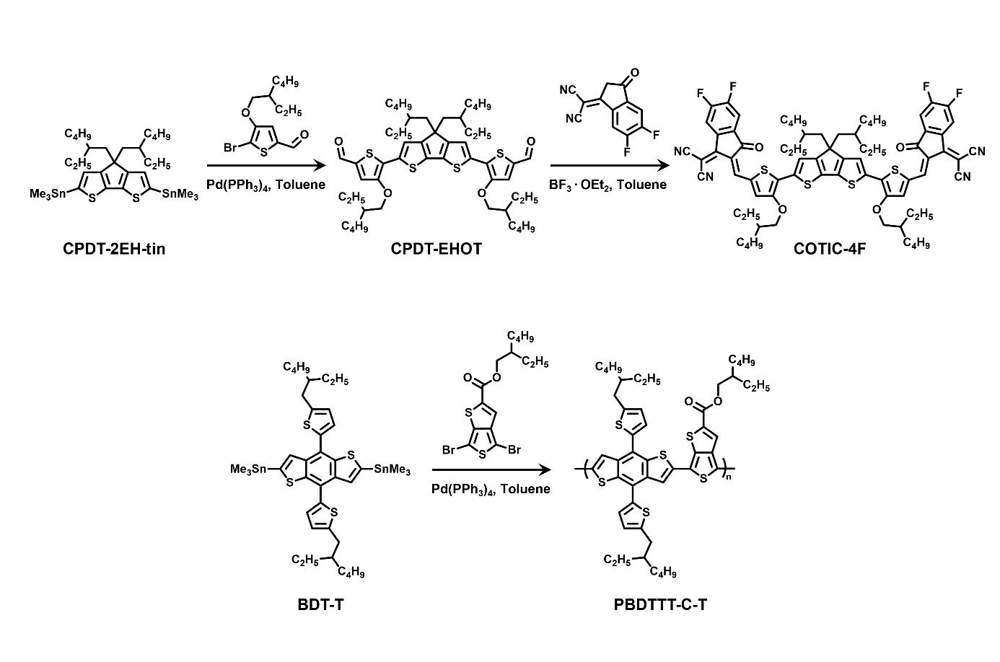 C₄H₉
C₄H₉
C₂H₅
C₂H₅
Me₃Sn
S
S
SnMe₃
CPDT-2EH-tin
C₄H₉
C₂H₅
O
Br
S
O
Pd(PPh₃)₄, Toluene
C₄H₉
C₄H₉
C₂H₅
C₂H₅
O
S
S
S
S
O
O
O
C₂H₅
C₂H₅
C₄H₉
C₄H₉
CPDT-EHOT
O
NC
NC
F
F
BF₃ · OEt₂, Toluene
F
F
F
F
C₄H₉
C₄H₉
C₂H₅
C₂H₅
NC
CN
O
O
CN
CN
S
S
S
S
O
O
C₂H₅
C₂H₅
C₄H₉
C₄H₉
COTIC-4F
C₄H₉
C₂H₅
S
S
Me₃Sn
SnMe₃
S
S
C₂H₅
C₄H₉
BDT-T
C₄H₉
C₂H₅
O
O
S
Br
S
Br
Pd(PPh₃)₄, Toluene
C₄H₉
C₂H₅
C₄H₉
C₂H₅
O
O
S
S
S
S
S
n
S
C₂H₅
C₄H₉
PBDTTT-C-T